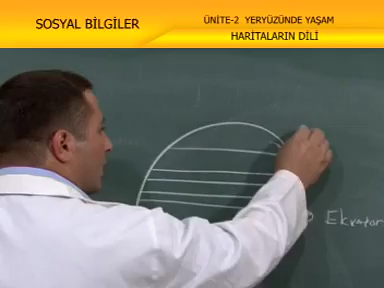 SOSYAL BİLGİLER
ÜNİTE-2 YERYÜZÜNDE YAŞAM
HARİTALARIN DİLİ
Ekvator